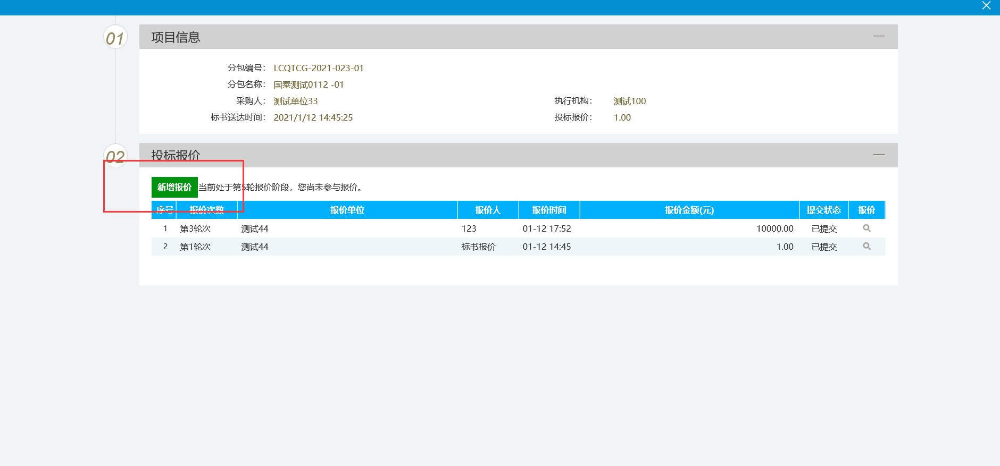 01 项目信息
分包编号： LCQTCG-2021-023-01
分包名称： 国泰测试0112 -01
采购人： 测试单位33 执行机构： 测试100
标书送达时间： 2021/1/12 14:45:25 投标报价： 1.00
02 投标报价
新增报价 当前处于第5轮报价阶段，您尚未参与报价。
序号 报价次数 报价单位 报价人 报价时间 报价金额(元) 提交状态 报价
1 第3轮次 测试44 123 01-12 17:52 10000.00 已提交
2 第1轮次 测试44 标书报价 01-12 14:45 1.00 已提交